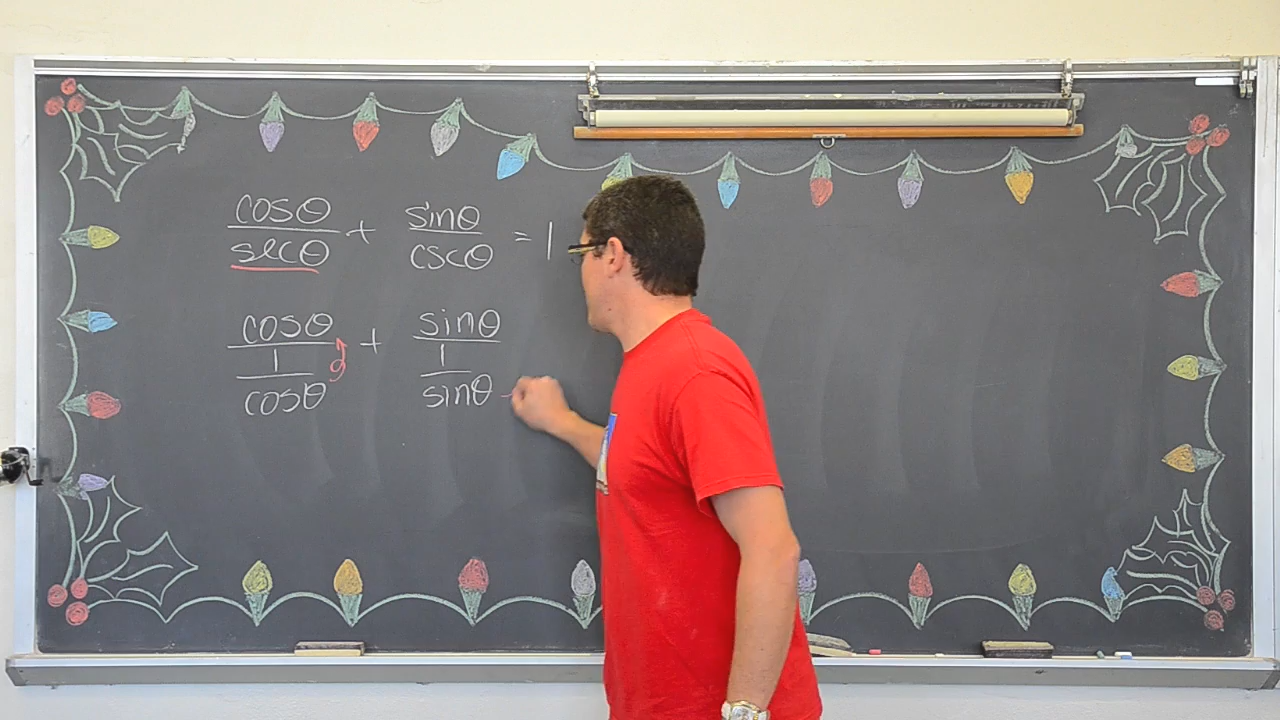 cosθ/secθ + sinθ/cscθ = 1
cosθ/(1/cosθ) + sinθ/(1/sinθ)